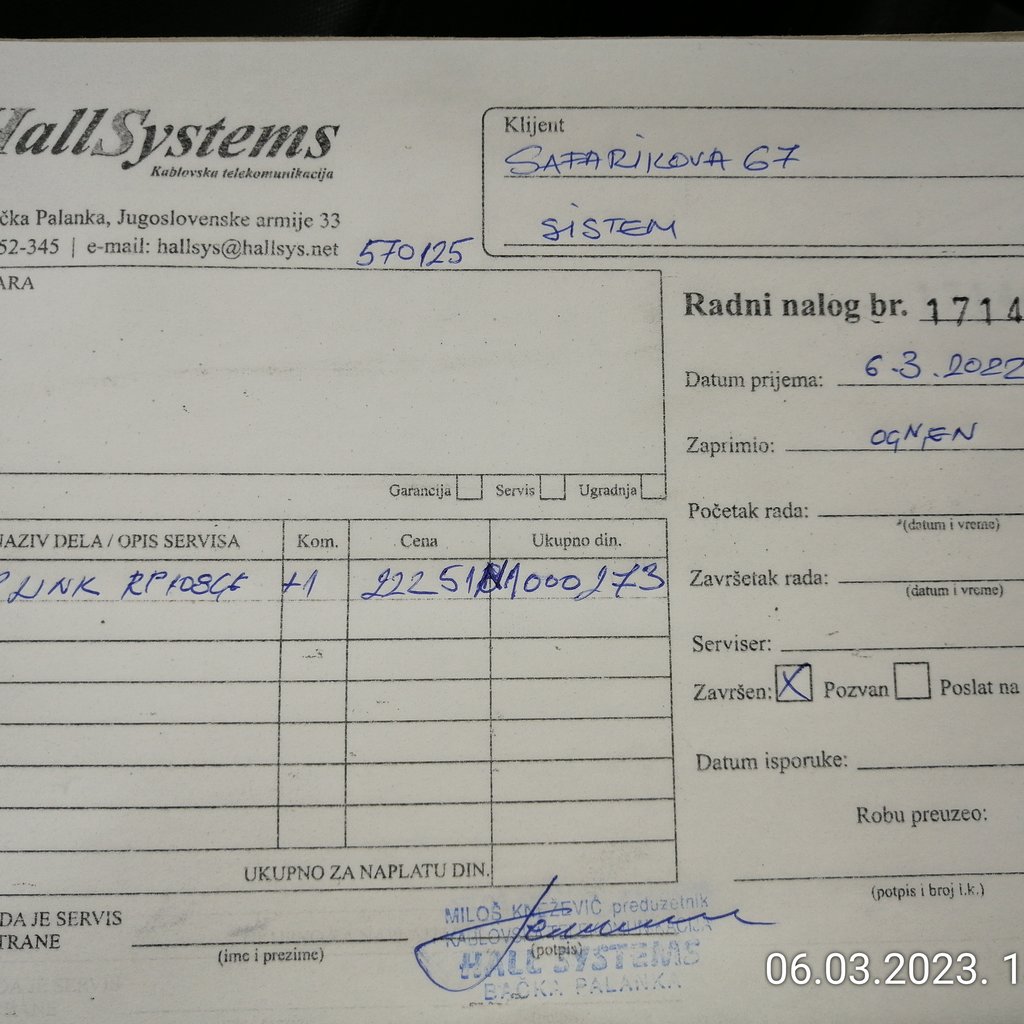 HallSystems
Kablovska telekomunikacija
čka Palanka, Jugoslovenske armije 33
52-345 | e-mail: hallsys@hallsys.net
570125
Klijent
SAFARIKOVA 67
SISTEM
ARA
Garancija Servis Ugradnja
Radni nalog br. 1714
Datum prijema: 6.3.2022
Zaprimio: OGNJEN
Početak rada:
*(datum i vreme)
Završetak rada:
(datum i vreme)
Serviser:
Završen: X Pozvan Poslat na
Datum isporuke:
Robu preuzeo:
(potpis i broj l.k.)
NAZIV DELA / OPIS SERVISA Kom. Cena Ukupno din.
P LINK RP108GE +1 22251N1000273
UKUPNO ZA NAPLATU DIN.
DA JE SERVIS
TRANE
(ime i prezime)
MILOŠ KNEŽEVIĆ preduzetnik
KABLOVSKA TELEKOMUNIKACIJA
(potpis)
HALL SYSTEMS
BAČKA PALANKA
06.03.2023. 1